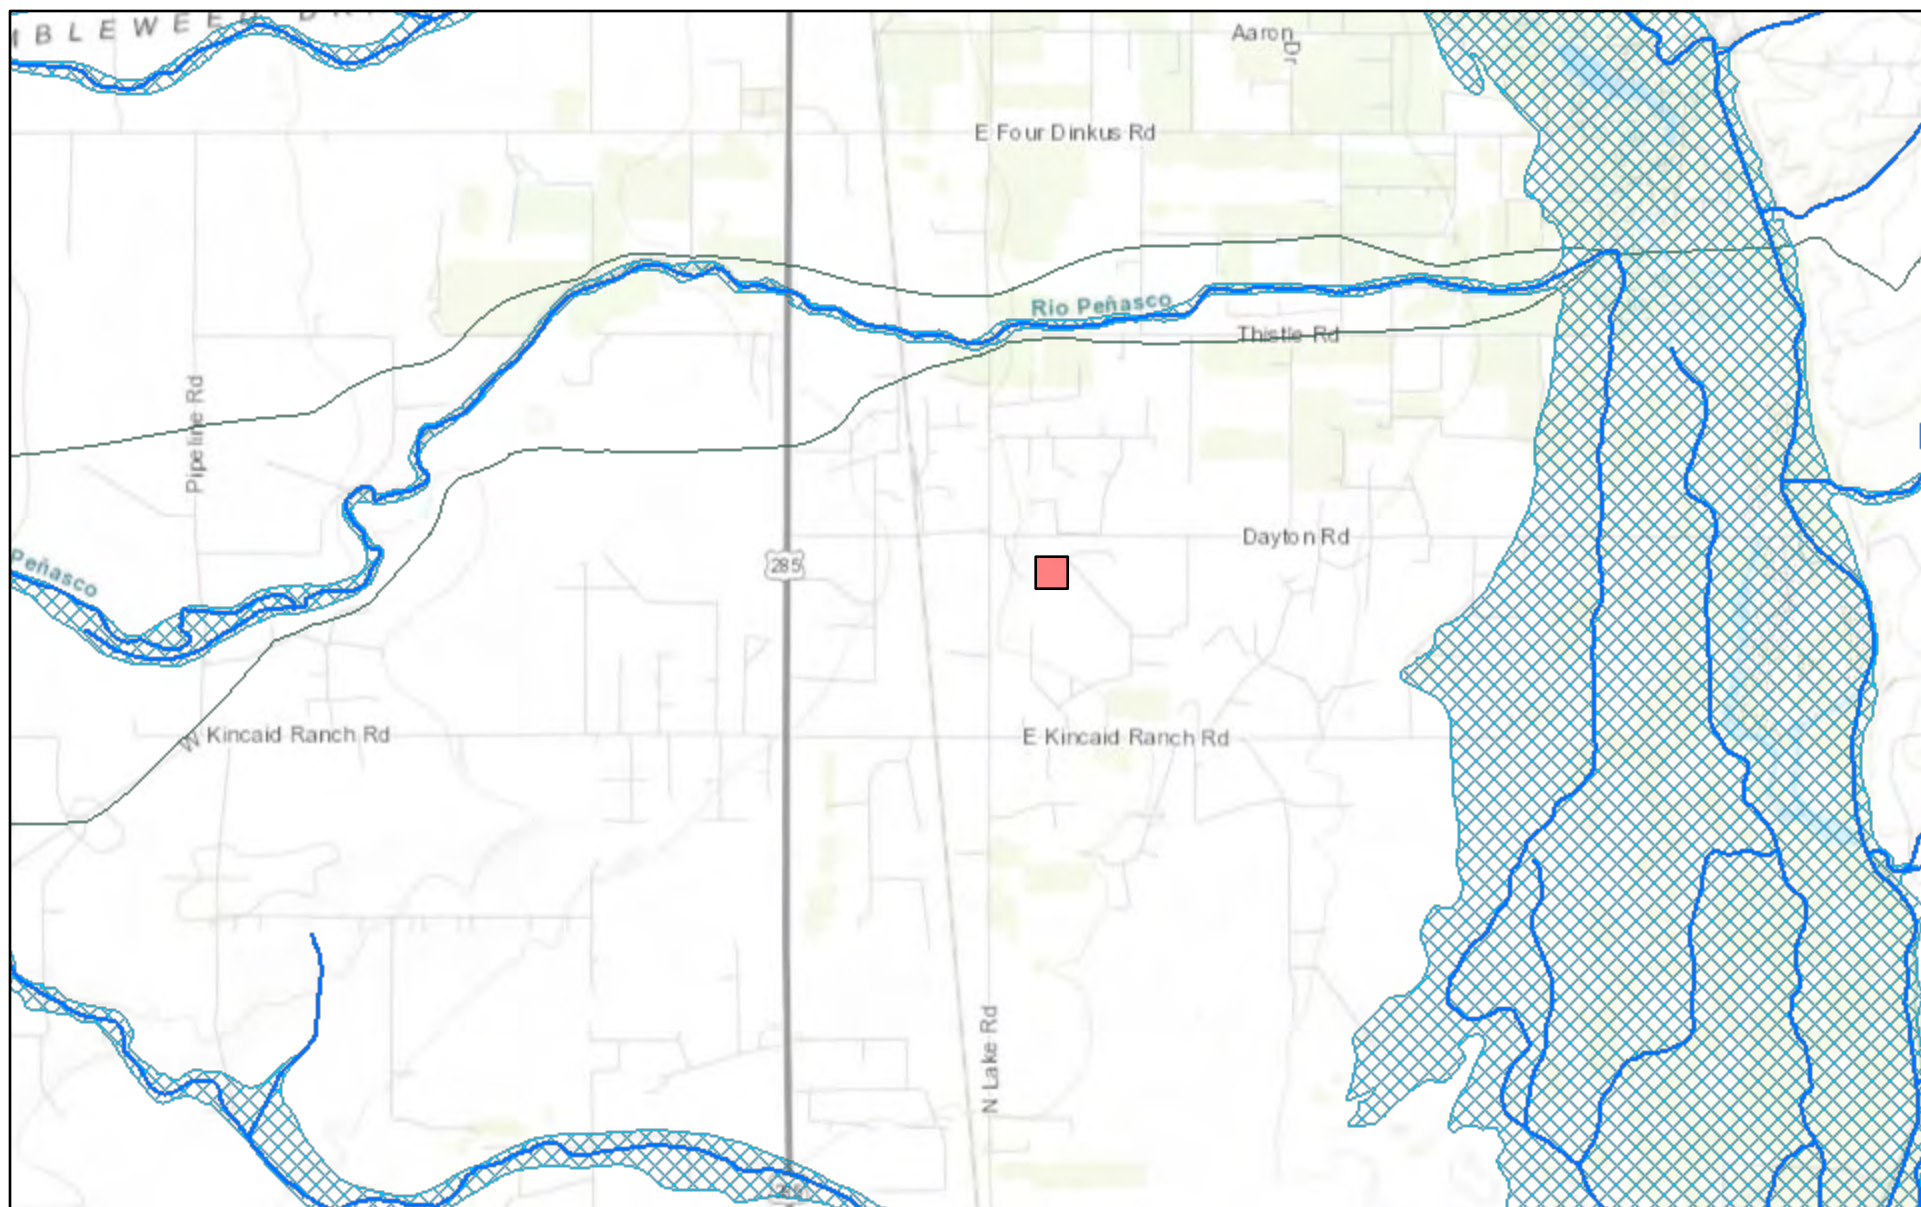 Aaron
Dr
E Four Dinkus Rd
Rio Peñasco
Thistle Rd
Pipeline Rd
Dayton Rd
285
Peñasco
W Kincaid Ranch Rd
E Kincaid Ranch Rd
N Lake Rd
285